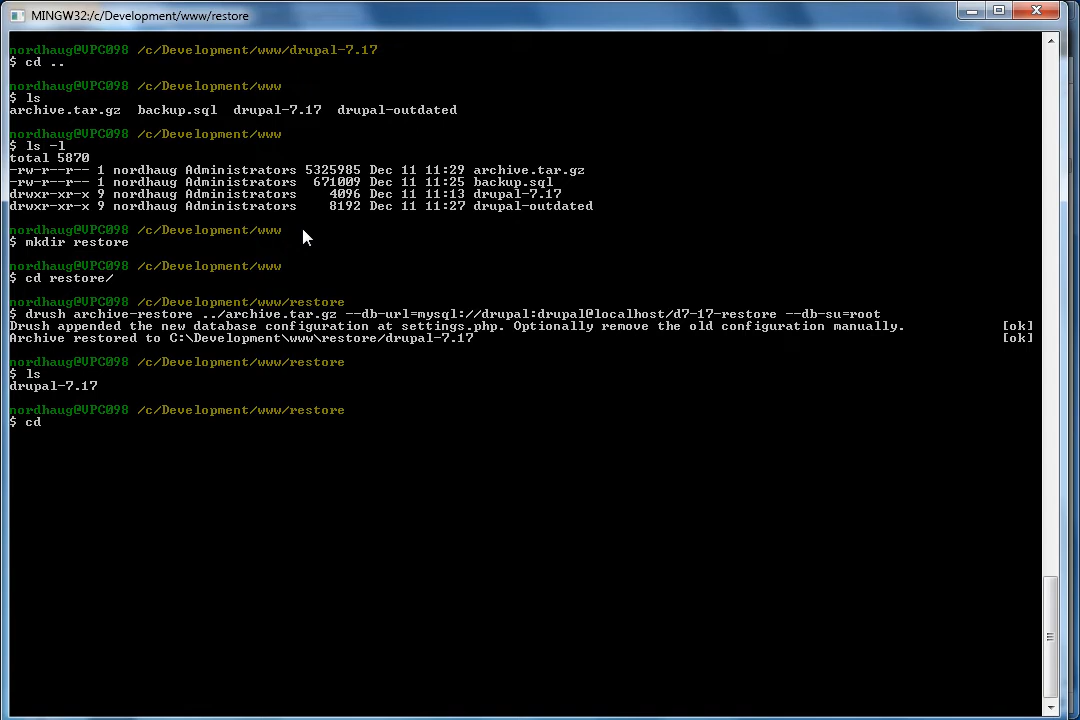 MINGW32:/c/Development/www/restore
nordhaug@VPC098 /c/Development/www/drupal-7.17
$ cd ..
nordhaug@VPC098 /c/Development/www
$ ls
archive.tar.gz  backup.sql  drupal-7.17  drupal-outdated
nordhaug@VPC098 /c/Development/www
$ ls -l
total 5870
-rw-r--r-- 1 nordhaug Administrators 5325985 Dec 11 11:29 archive.tar.gz
-rw-r--r-- 1 nordhaug Administrators  671009 Dec 11 11:25 backup.sql
drwxr-xr-x 9 nordhaug Administrators    4096 Dec 11 11:13 drupal-7.17
drwxr-xr-x 9 nordhaug Administrators    8192 Dec 11 11:27 drupal-outdated
nordhaug@VPC098 /c/Development/www
$ mkdir restore
nordhaug@VPC098 /c/Development/www
$ cd restore/
nordhaug@VPC098 /c/Development/www/restore
$ drush archive-restore ../archive.tar.gz --db-url=mysql://drupal:drupal@localhost/d7-17-restore --db-su=root
Drush appended the new database configuration at settings.php. Optionally remove the old configuration manually. [ok]
Archive restored to C:\Development\www\restore/drupal-7.17 [ok]
nordhaug@VPC098 /c/Development/www/restore
$ ls
drupal-7.17
nordhaug@VPC098 /c/Development/www/restore
$ cd